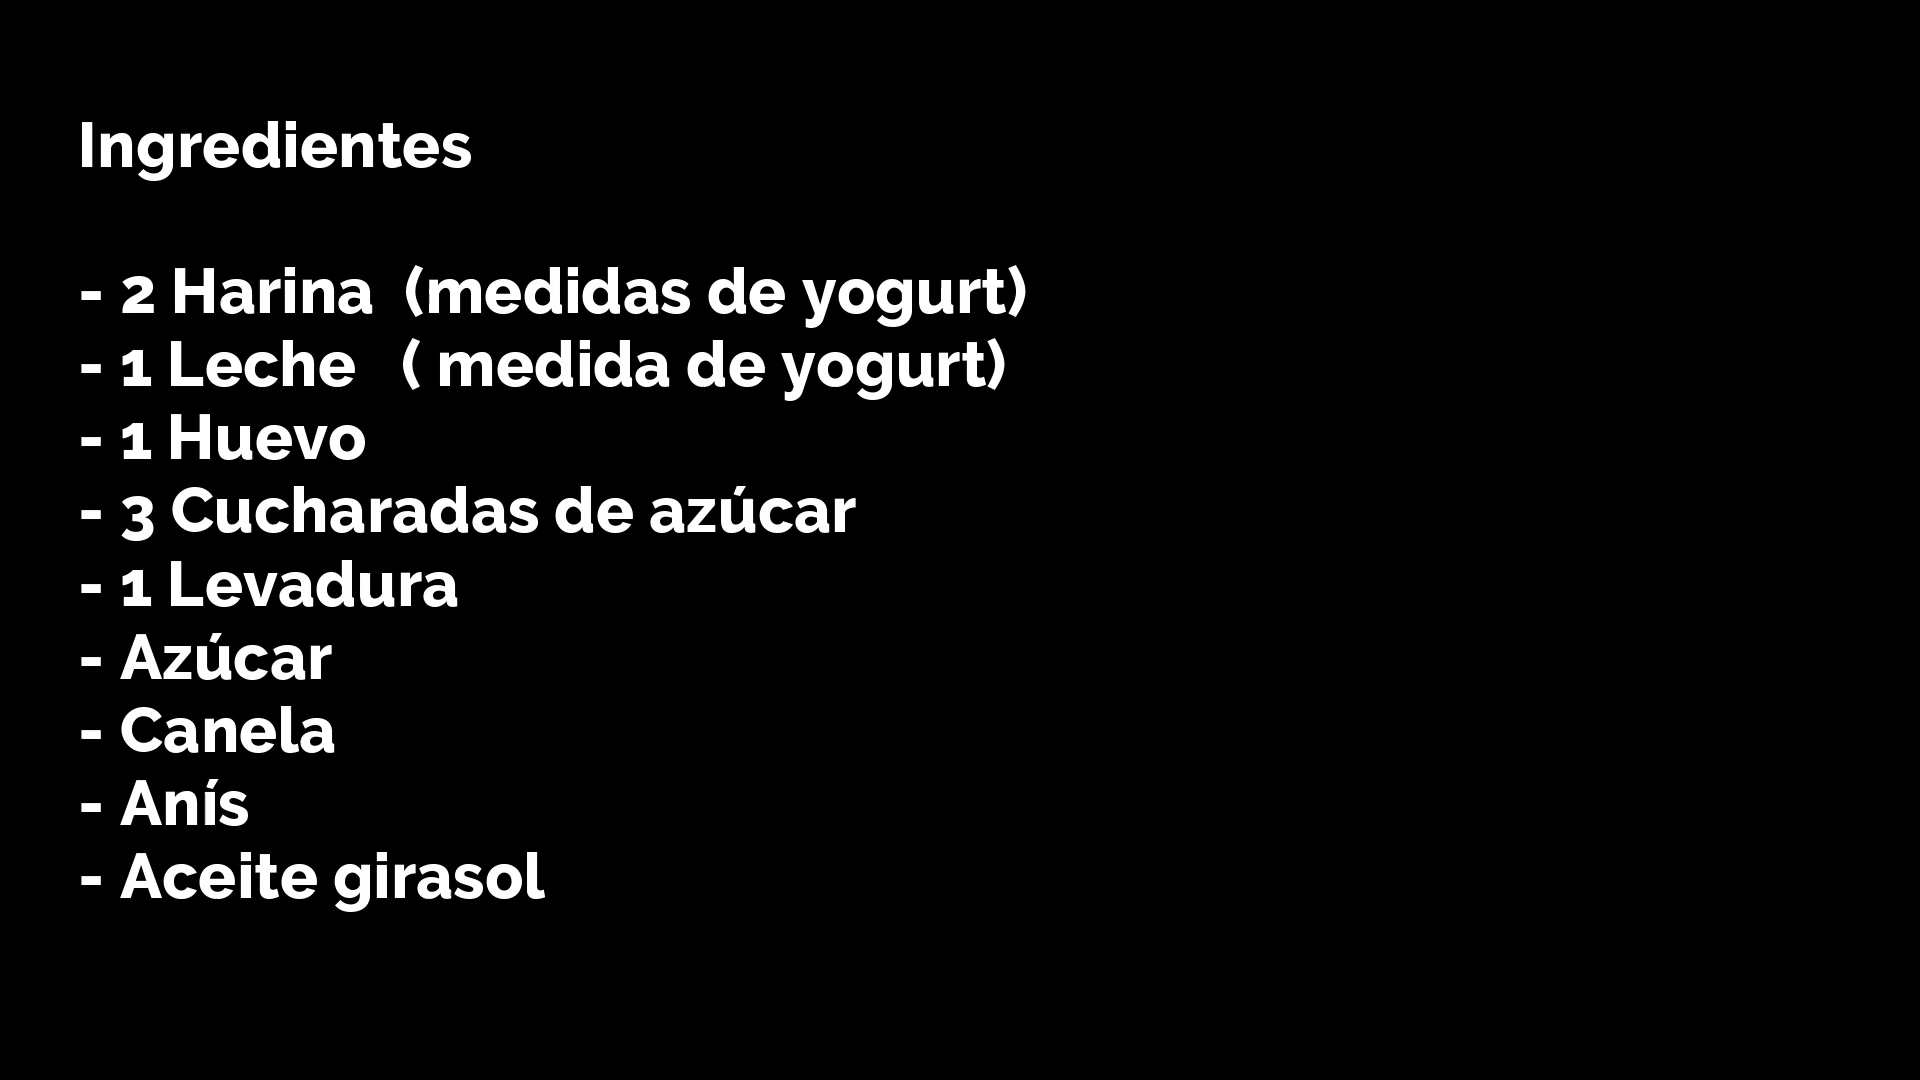 Ingredientes
- 2 Harina  (medidas de yogurt)
- 1 Leche   ( medida de yogurt)
- 1 Huevo
- 3 Cucharadas de azúcar
- 1 Levadura
- Azúcar
- Canela
- Anís
- Aceite girasol